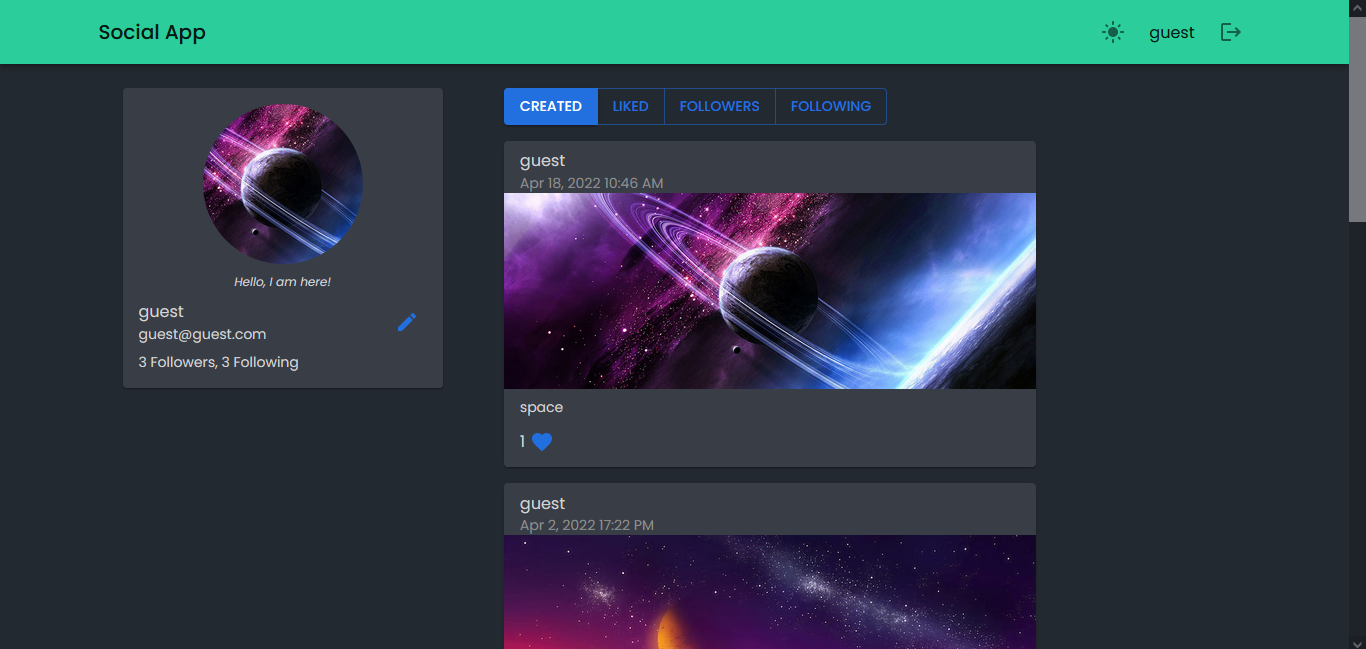 Social App
guest
Hello, I am here!
guest
guest@guest.com
3 Followers, 3 Following
CREATED LIKED FOLLOWERS FOLLOWING
guest
Apr 18, 2022 10:46 AM
space
1
guest
Apr 2, 2022 17:22 PM